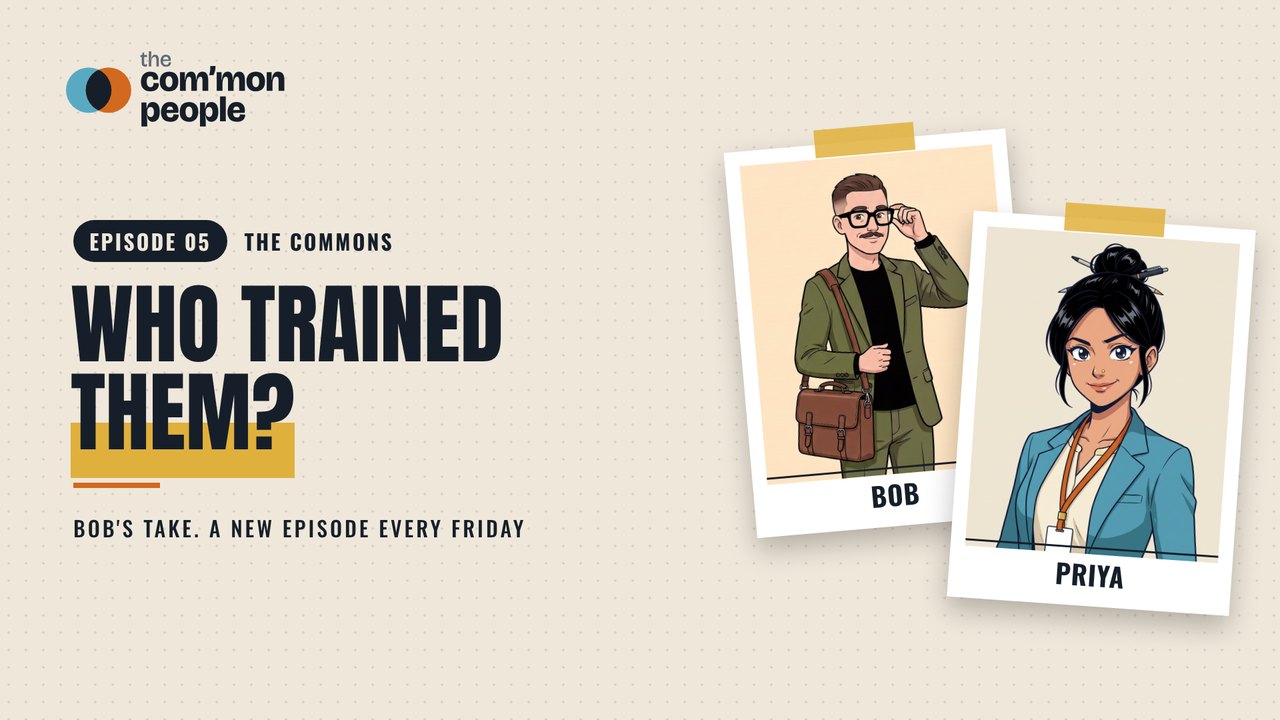 the
com'mon
people
EPISODE 05 THE COMMONS
WHO TRAINED
THEM?
BOB'S TAKE. A NEW EPISODE EVERY FRIDAY
BOB
PRIYA